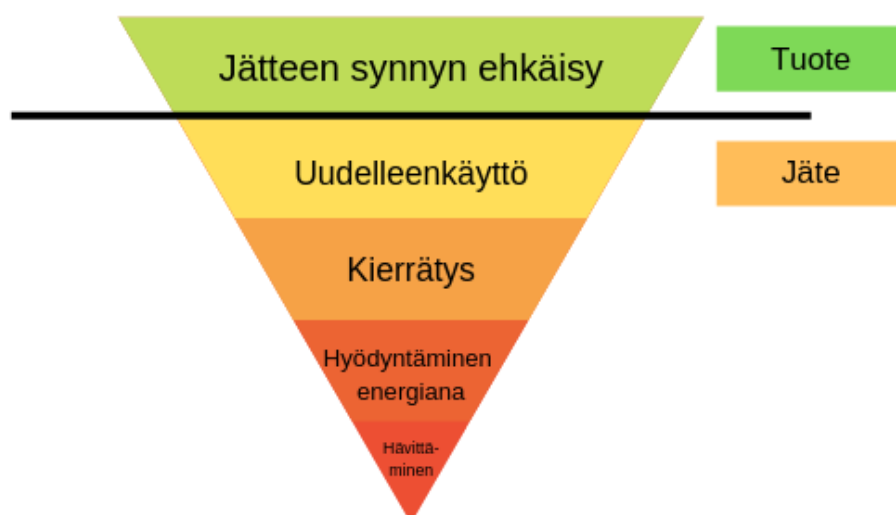 Jätteen synnyn ehkäisy
Tuote
Uudelleenkäyttö
Jäte
Kierrätys
Hyödyntäminen
energiana
Hävittä-
minen